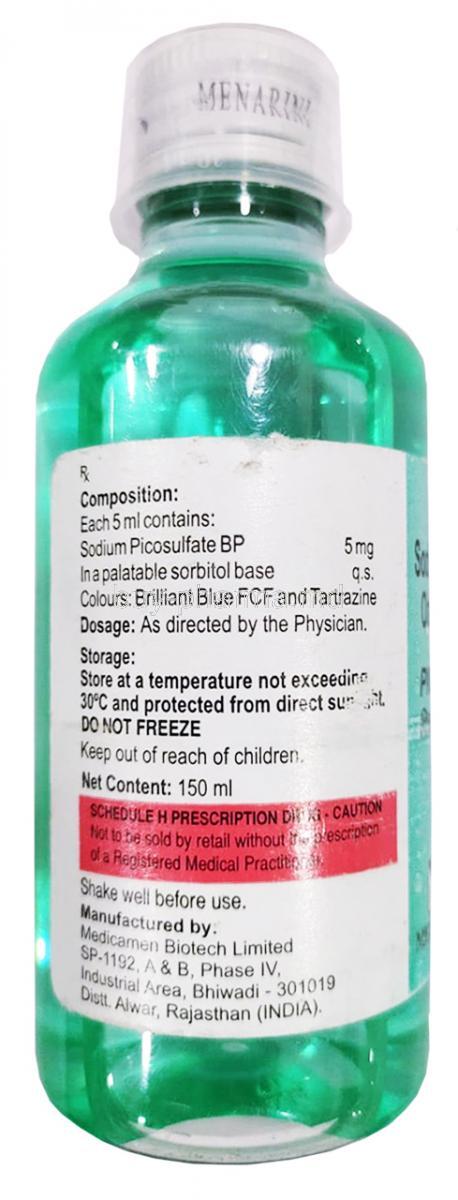 MENARINI
Rx
Composition:
Each 5 ml contains:
Sodium Picosulfate BP 5 mg
In a palatable sorbitol base q.s.
Colours: Brilliant Blue FCF and Tartrazine
Dosage: As directed by the Physician.
Storage:
Store at a temperature not exceeding
30°C and protected from direct sunlight.
DO NOT FREEZE
Keep out of reach of children.
Net Content: 150 ml
SCHEDULE H PRESCRIPTION DRUG - CAUTION
Not to be sold by retail without the prescription
of a Registered Medical Practitioner.
Shake well before use.
Manufactured by:
Medicamen Biotech Limited
SP-1192, A & B, Phase IV,
Industrial Area, Bhiwadi - 301019
Distt. Alwar, Rajasthan (INDIA).